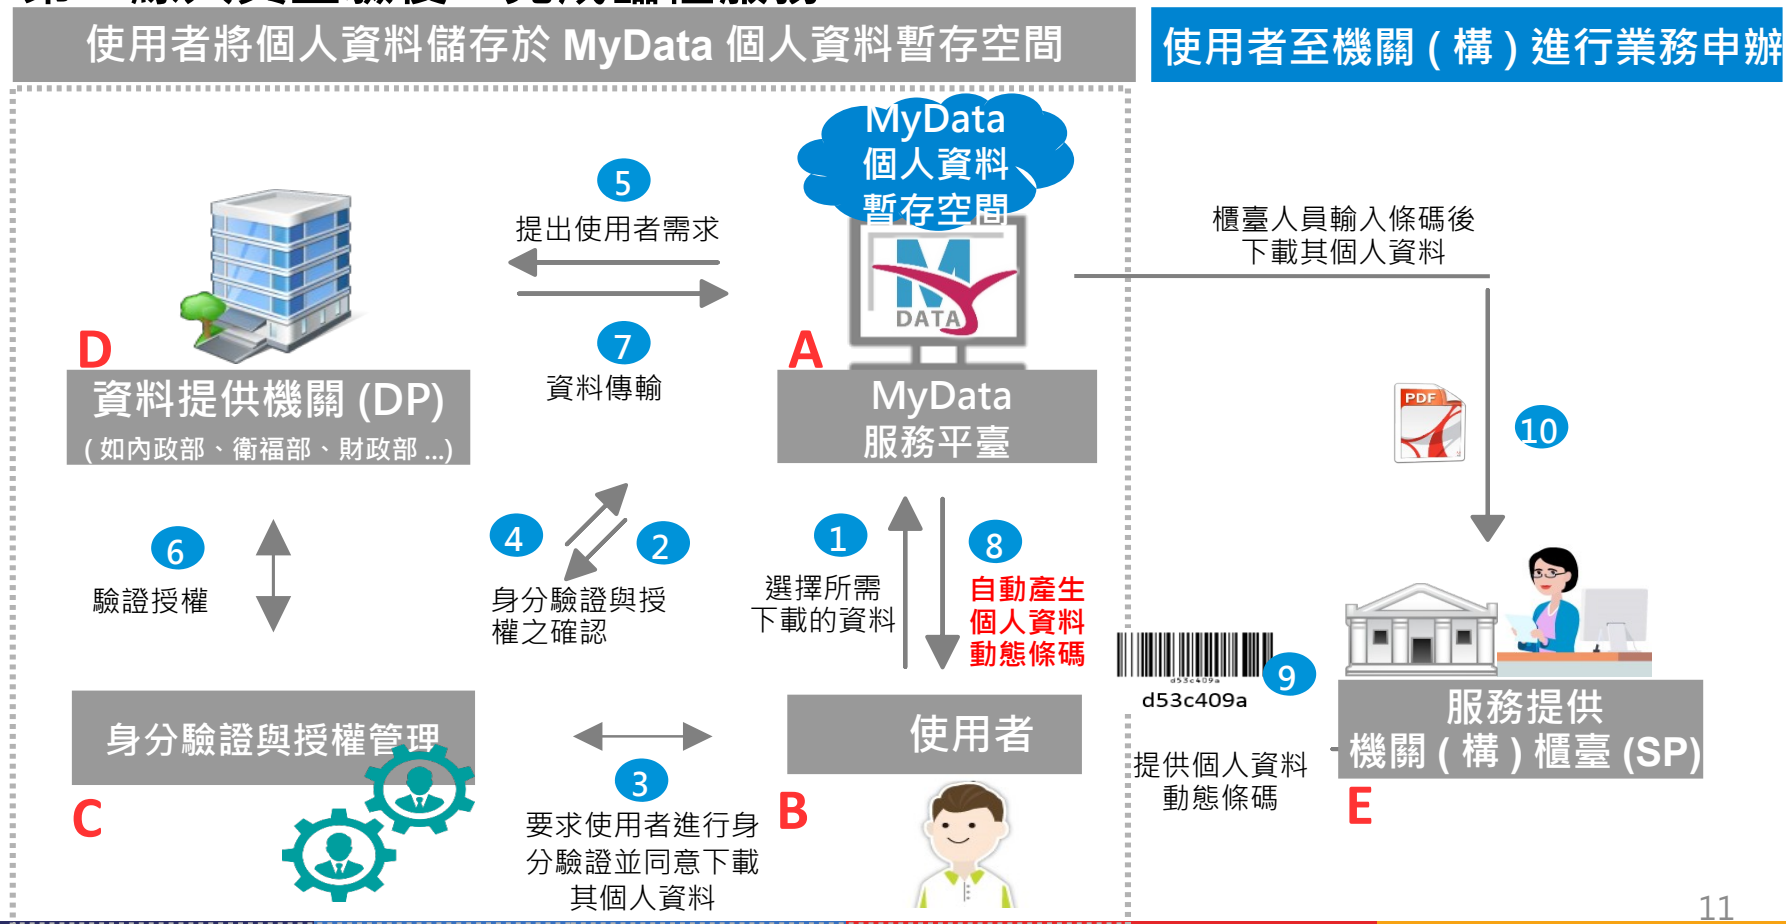 使用者將個人資料儲存於 MyData 個人資料暫存空間
使用者至機關 ( 構 ) 進行業務申辦
MyData
個人資料
暫存空間
5
提出使用者需求
櫃臺人員輸入條碼後
下載其個人資料
DATA
D
7
A
資料傳輸
資料提供機關 (DP)
( 如內政部、衛福部、財政部 ...)
MyData
服務平臺
PDF
10
6
驗證授權
4
2
身分驗證與授
權之確認
1
選擇所需
下載的資料
8
自動產生
個人資料
動態條碼
d53c409a
d53c409a
9
身分驗證與授權管理
C
3
要求使用者進行身
分驗證並同意下載
其個人資料
使用者
B
提供個人資料
動態條碼
服務提供
機關 ( 構 ) 櫃臺 (SP)
E
11